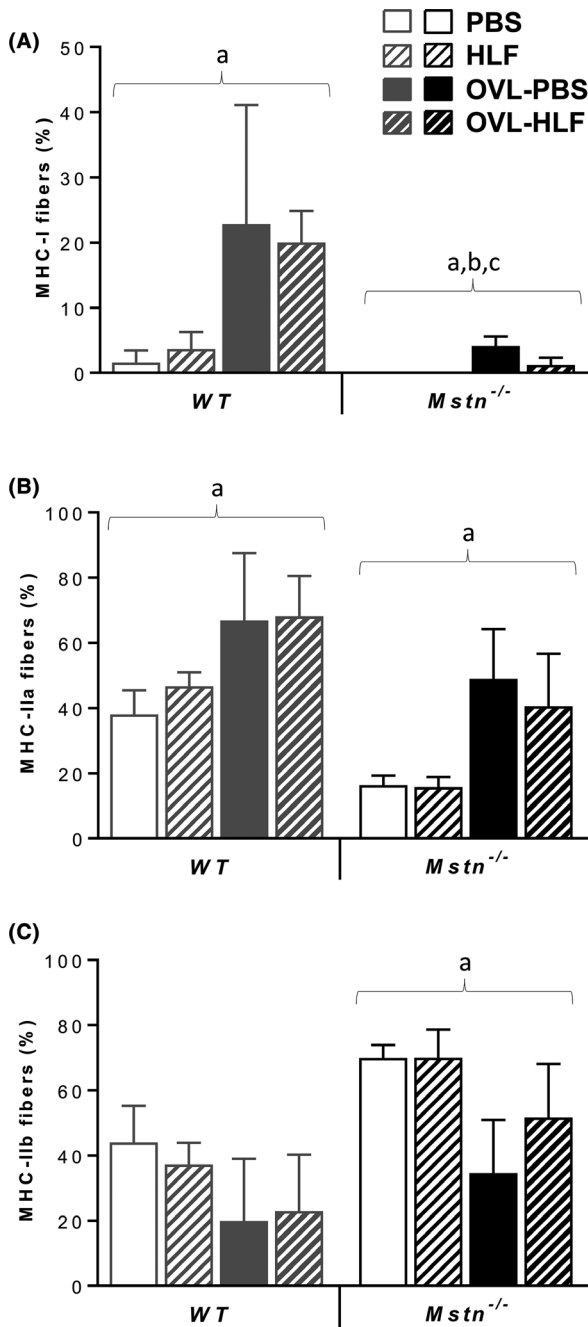 (A)
PBS
HLF
OVL-PBS
OVL-HLF
MHC-I fibers (%)
50
40
30
20
10
0
a
a,b,c
WT
Mstn-/-
(B)
MHC-IIa fibers (%)
100
80
60
40
20
0
a
a
WT
Mstn-/-
(C)
MHC-IIb fibers (%)
100
80
60
40
20
0
a
WT
Mstn-/-